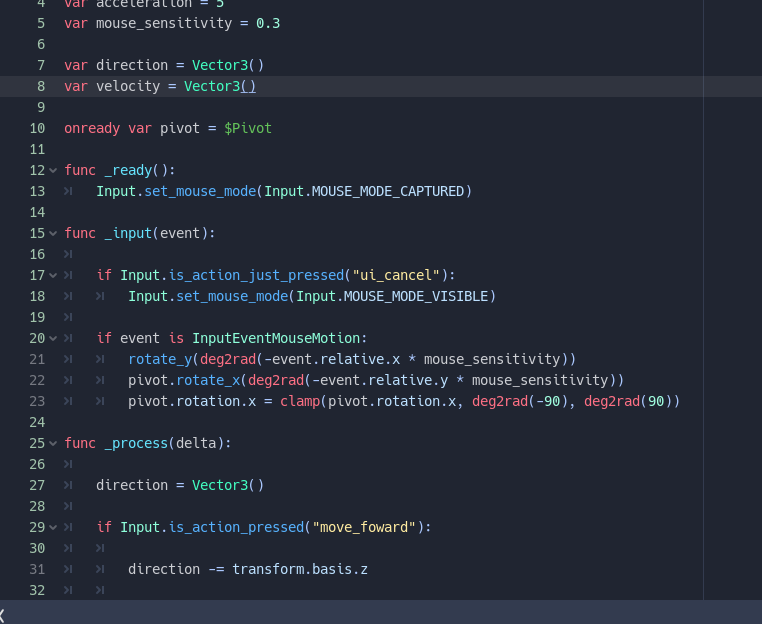 4 var acceleration = 5
5 var mouse_sensitivity = 0.3
6
7 var direction = Vector3()
8 var velocity = Vector3()
9
10 onready var pivot = $Pivot
11
12 func _ready():
13 Input.set_mouse_mode(Input.MOUSE_MODE_CAPTURED)
14
15 func _input(event):
16
17 if Input.is_action_just_pressed("ui_cancel"):
18 Input.set_mouse_mode(Input.MOUSE_MODE_VISIBLE)
19
20 if event is InputEventMouseMotion:
21 rotate_y(deg2rad(-event.relative.x * mouse_sensitivity))
22 pivot.rotate_x(deg2rad(-event.relative.y * mouse_sensitivity))
23 pivot.rotation.x = clamp(pivot.rotation.x, deg2rad(-90), deg2rad(90))
24
25 func _process(delta):
26
27 direction = Vector3()
28
29 if Input.is_action_pressed("move_foward"):
30
31 direction -= transform.basis.z
32